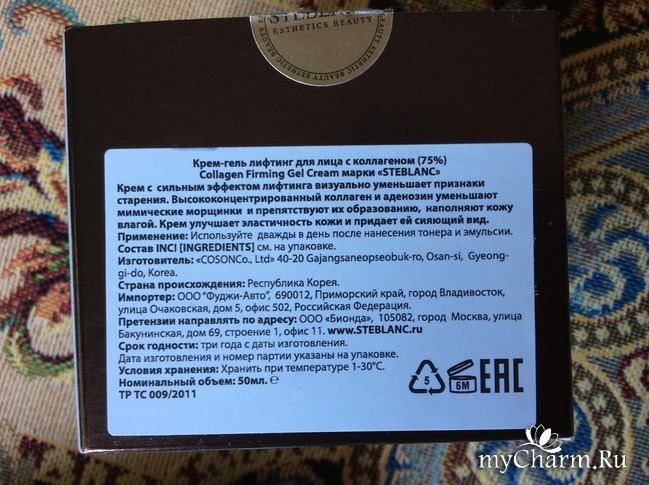 STEBLANC
ESTHETICS BEAUTY
Крем-гель лифтинг для лица с коллагеном (75%)
Collagen Firming Gel Cream марки «STEBLANC»
Крем с сильным эффектом лифтинга визуально уменьшает признаки
старения. Высококонцентрированный коллаген и аденозин уменьшают
мимические морщинки и препятствуют их образованию, наполняют кожу
влагой. Крем улучшает эластичность кожи и придает ей сияющий вид.
Применение: Используйте дважды в день после нанесения тонера и эмульсии.
Состав INCI [INGREDIENTS] см. на упаковке.
Изготовитель: «COSONCo., Ltd» 40-20 Gajangsaneopseobuk-ro, Osan-si, Gyeong-
gi-do, Korea.
Страна происхождения: Республика Корея.
Импортер: ООО "Фуджи-Авто", 690012, Приморский край, город Владивосток,
улица Очаковская, дом 5, офис 502, Российская Федерация.
Претензии направлять по адресу: ООО «Бионда», 105082, город Москва, улица
Бакунинская, дом 69, строение 1, офис 11. www.STEBLANC.ru
Срок годности: три года с даты изготовления.
Дата изготовления и номер партии указаны на упаковке.
Условия хранения: Хранить при температуре 1-30°С.
Номинальный объем: 50мл. ℮
ТР ТС 009/2011
5
6M
EAC
myCharm.Ru